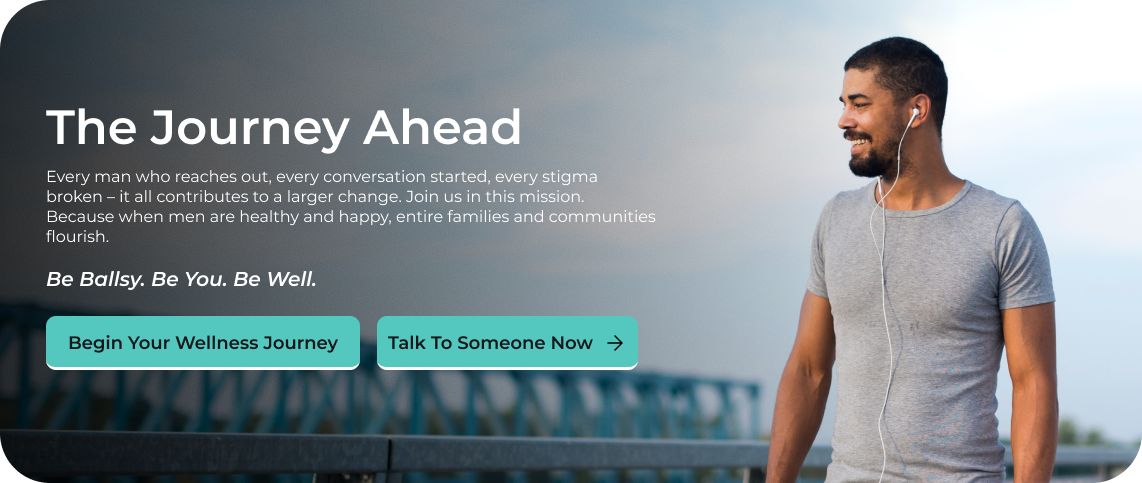 The Journey Ahead
Every man who reaches out, every conversation started, every stigma
broken – it all contributes to a larger change. Join us in this mission.
Because when men are healthy and happy, entire families and communities
flourish.
Be Ballsy. Be You. Be Well.
Begin Your Wellness Journey
Talk To Someone Now →